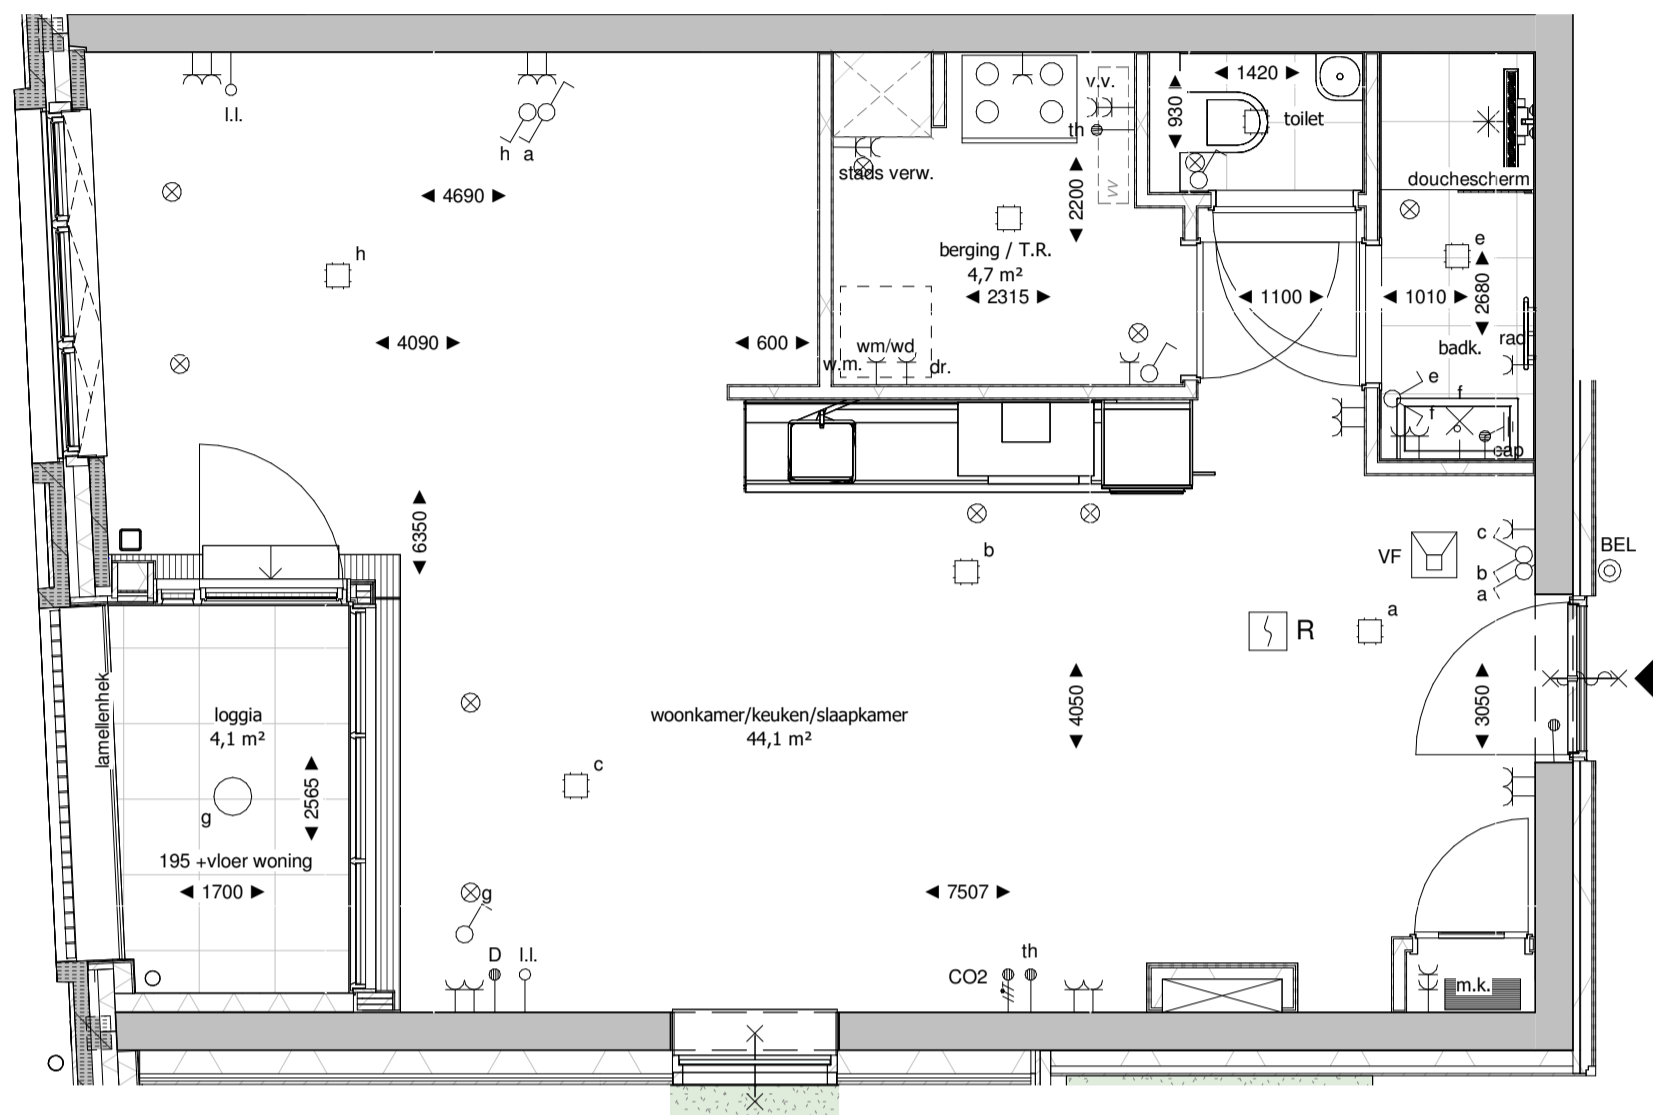 l.l.
h a
4690
h
4090
600
stads verw.
v.v.
th
2200
vv
berging / T.R.
4,7 m²
2315
wm/wd
w.m.
dr.
1420
930
toilet
douchescherm
e
2680
1100
1010
badk.
rad
e
f
f
cap
6350
b
VF
c
b
a
BEL
R
a
lamellenhek
loggia
4,1 m²
2565
g
195 +vloer woning
1700
woonkamer/keuken/slaapkamer
44,1 m²
4050
3050
c
7507
g
D
l.l.
CO2
th
m.k.